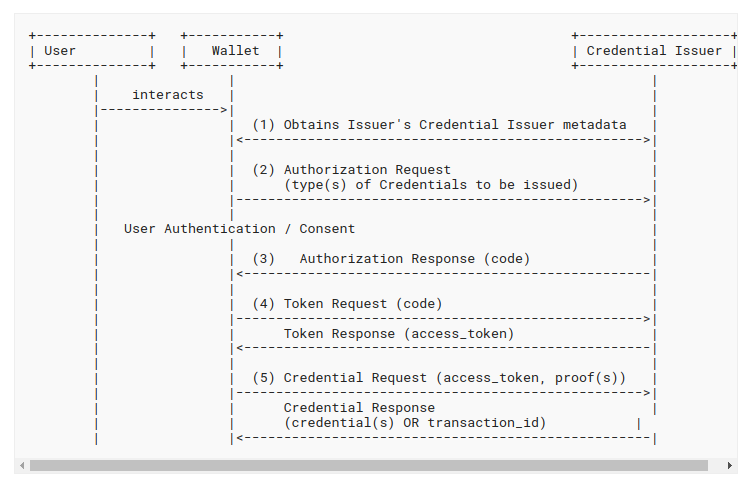 User Wallet Credential Issuer
interacts
(1) Obtains Issuer's Credential Issuer metadata
(2) Authorization Request
(type(s) of Credentials to be issued)
User Authentication / Consent
(3) Authorization Response (code)
(4) Token Request (code)
Token Response (access_token)
(5) Credential Request (access_token, proof(s))
Credential Response
(credential(s) OR transaction_id)